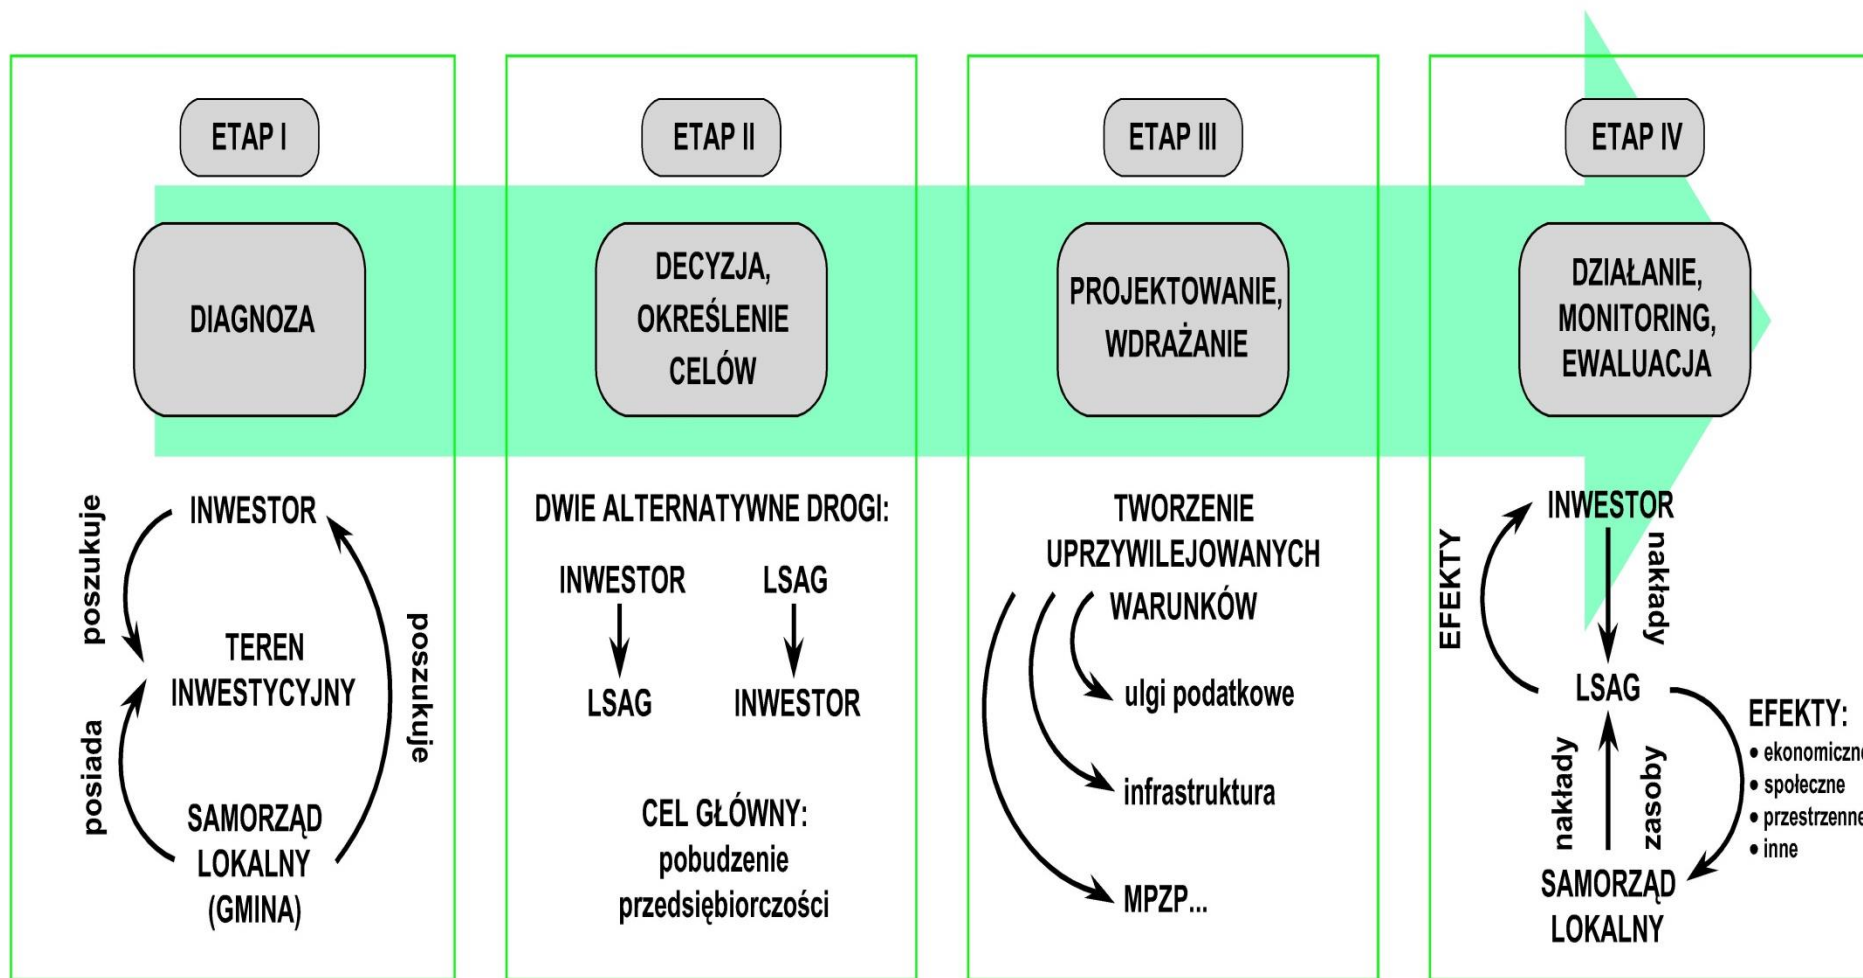 ETAP I
DIAGNOZA
poszukuje
INWESTOR
TEREN
INWESTYCYJNY
poszukuje
posiada
SAMORZĄD
LOKALNY
(GMINA)
ETAP II
DECYZJA,
OKREŚLENIE
CELÓW
DWIE ALTERNATYWNE DROGI:
INWESTOR
LSAG
LSAG
INWESTOR
CEL GŁÓWNY:
pobudzenie
przedsiębiorczości
ETAP III
PROJEKTOWANIE,
WDRAŻANIE
TWORZENIE
UPRZYWILEJOWANYCH
WARUNKÓW
ulgi podatkowe
infrastruktura
MPZP...
ETAP IV
DZIAŁANIE,
MONITORING,
EWALUACJA
INWESTOR
EFEKTY
nakłady
LSAG
nakłady
zasoby
EFEKTY:
• ekonomiczne
• społeczne
• przestrzenne
• inne
SAMORZĄD
LOKALNY